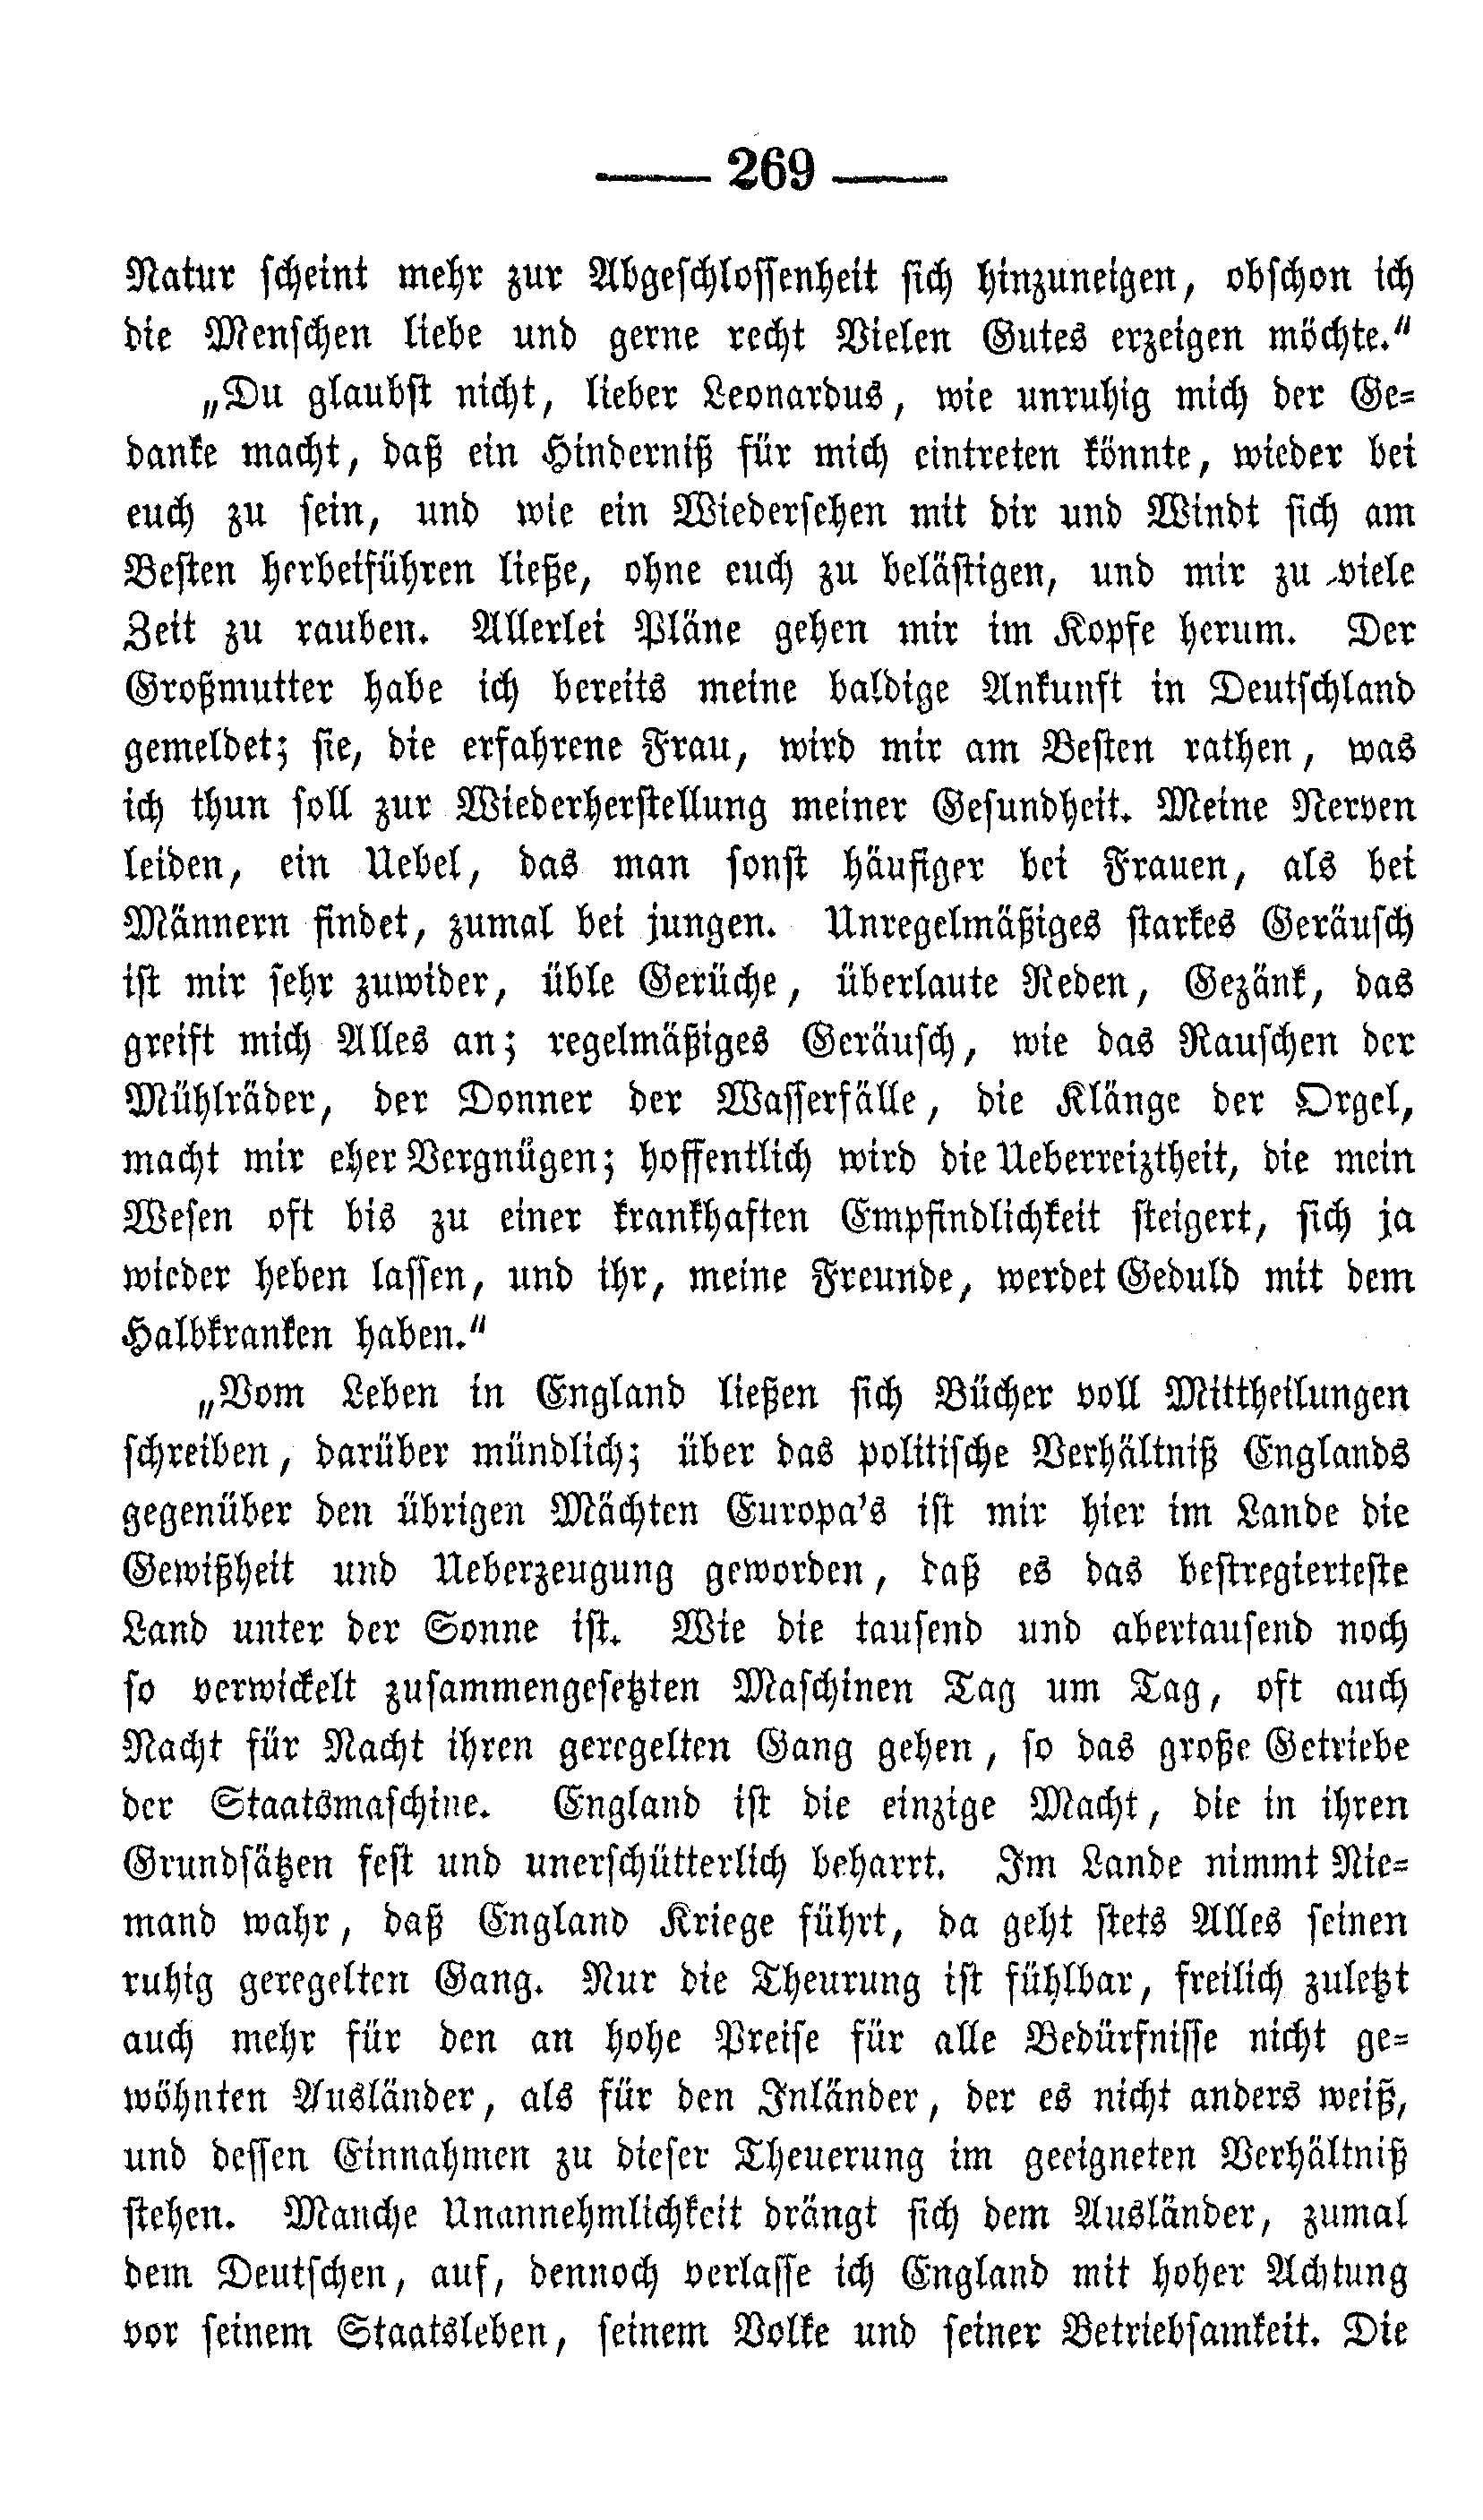 — 269 —
Natur scheint mehr zur Abgeschlossenheit sich hinzuneigen, obschon ich
die Menschen liebe und gerne recht Vielen Gutes erzeigen möchte."
„Du glaubst nicht, lieber Leonardus, wie unruhig mich der Ge-
danke macht, daß ein Hinderniß für mich eintreten könnte, wieder bei
euch zu sein, und wie ein Wiedersehen mit dir und Windt sich am
Besten herbeiführen ließe, ohne euch zu belästigen, und mir zu viele
Zeit zu rauben. Allerlei Pläne gehen mir im Kopfe herum. Der
Großmutter habe ich bereits meine baldige Ankunft in Deutschland
gemeldet; sie, die erfahrene Frau, wird mir am Besten rathen, was
ich thun soll zur Wiederherstellung meiner Gesundheit. Meine Nerven
leiden, ein Uebel, das man sonst häufiger bei Frauen, als bei
Männern findet, zumal bei jungen. Unregelmäßiges starkes Geräusch
ist mir sehr zuwider, üble Gerüche, überlaute Reden, Gezänk, das
greift mich Alles an; regelmäßiges Geräusch, wie das Rauschen der
Mühlräder, der Donner der Wasserfälle, die Klänge der Orgel,
macht mir eher Vergnügen; hoffentlich wird die Ueberreiztheit, die mein
Wesen oft bis zu einer krankhaften Empfindlichkeit steigert, sich ja
wieder heben lassen, und ihr, meine Freunde, werdet Geduld mit dem
Halbkranken haben."
„Vom Leben in England ließen sich Bücher voll Mittheilungen
schreiben, darüber mündlich; über das politische Verhältniß Englands
gegenüber den übrigen Mächten Europa's ist mir hier im Lande die
Gewißheit und Ueberzeugung geworden, daß es das bestregierteste
Land unter der Sonne ist. Wie die tausend und abertausend noch
so verwickelt zusammengesetzten Maschinen Tag um Tag, oft auch
Nacht für Nacht ihren geregelten Gang gehen, so das große Getriebe
der Staatsmaschine. England ist die einzige Macht, die in ihren
Grundsätzen fest und unerschütterlich beharrt. Im Lande nimmt Nie-
mand wahr, daß England Kriege führt, da geht stets Alles seinen
ruhig geregelten Gang. Nur die Theurung ist fühlbar, freilich zuletzt
auch mehr für den an hohe Preise für alle Bedürfnisse nicht ge-
wöhnten Ausländer, als für den Inländer, der es nicht anders weiß,
und dessen Einnahmen zu dieser Theuerung im geeigneten Verhältniß
stehen. Manche Unannehmlichkeit drängt sich dem Ausländer, zumal
dem Deutschen, auf, dennoch verlasse ich England mit hoher Achtung
vor seinem Staatsleben, seinem Volke und seiner Betriebsamkeit. Die